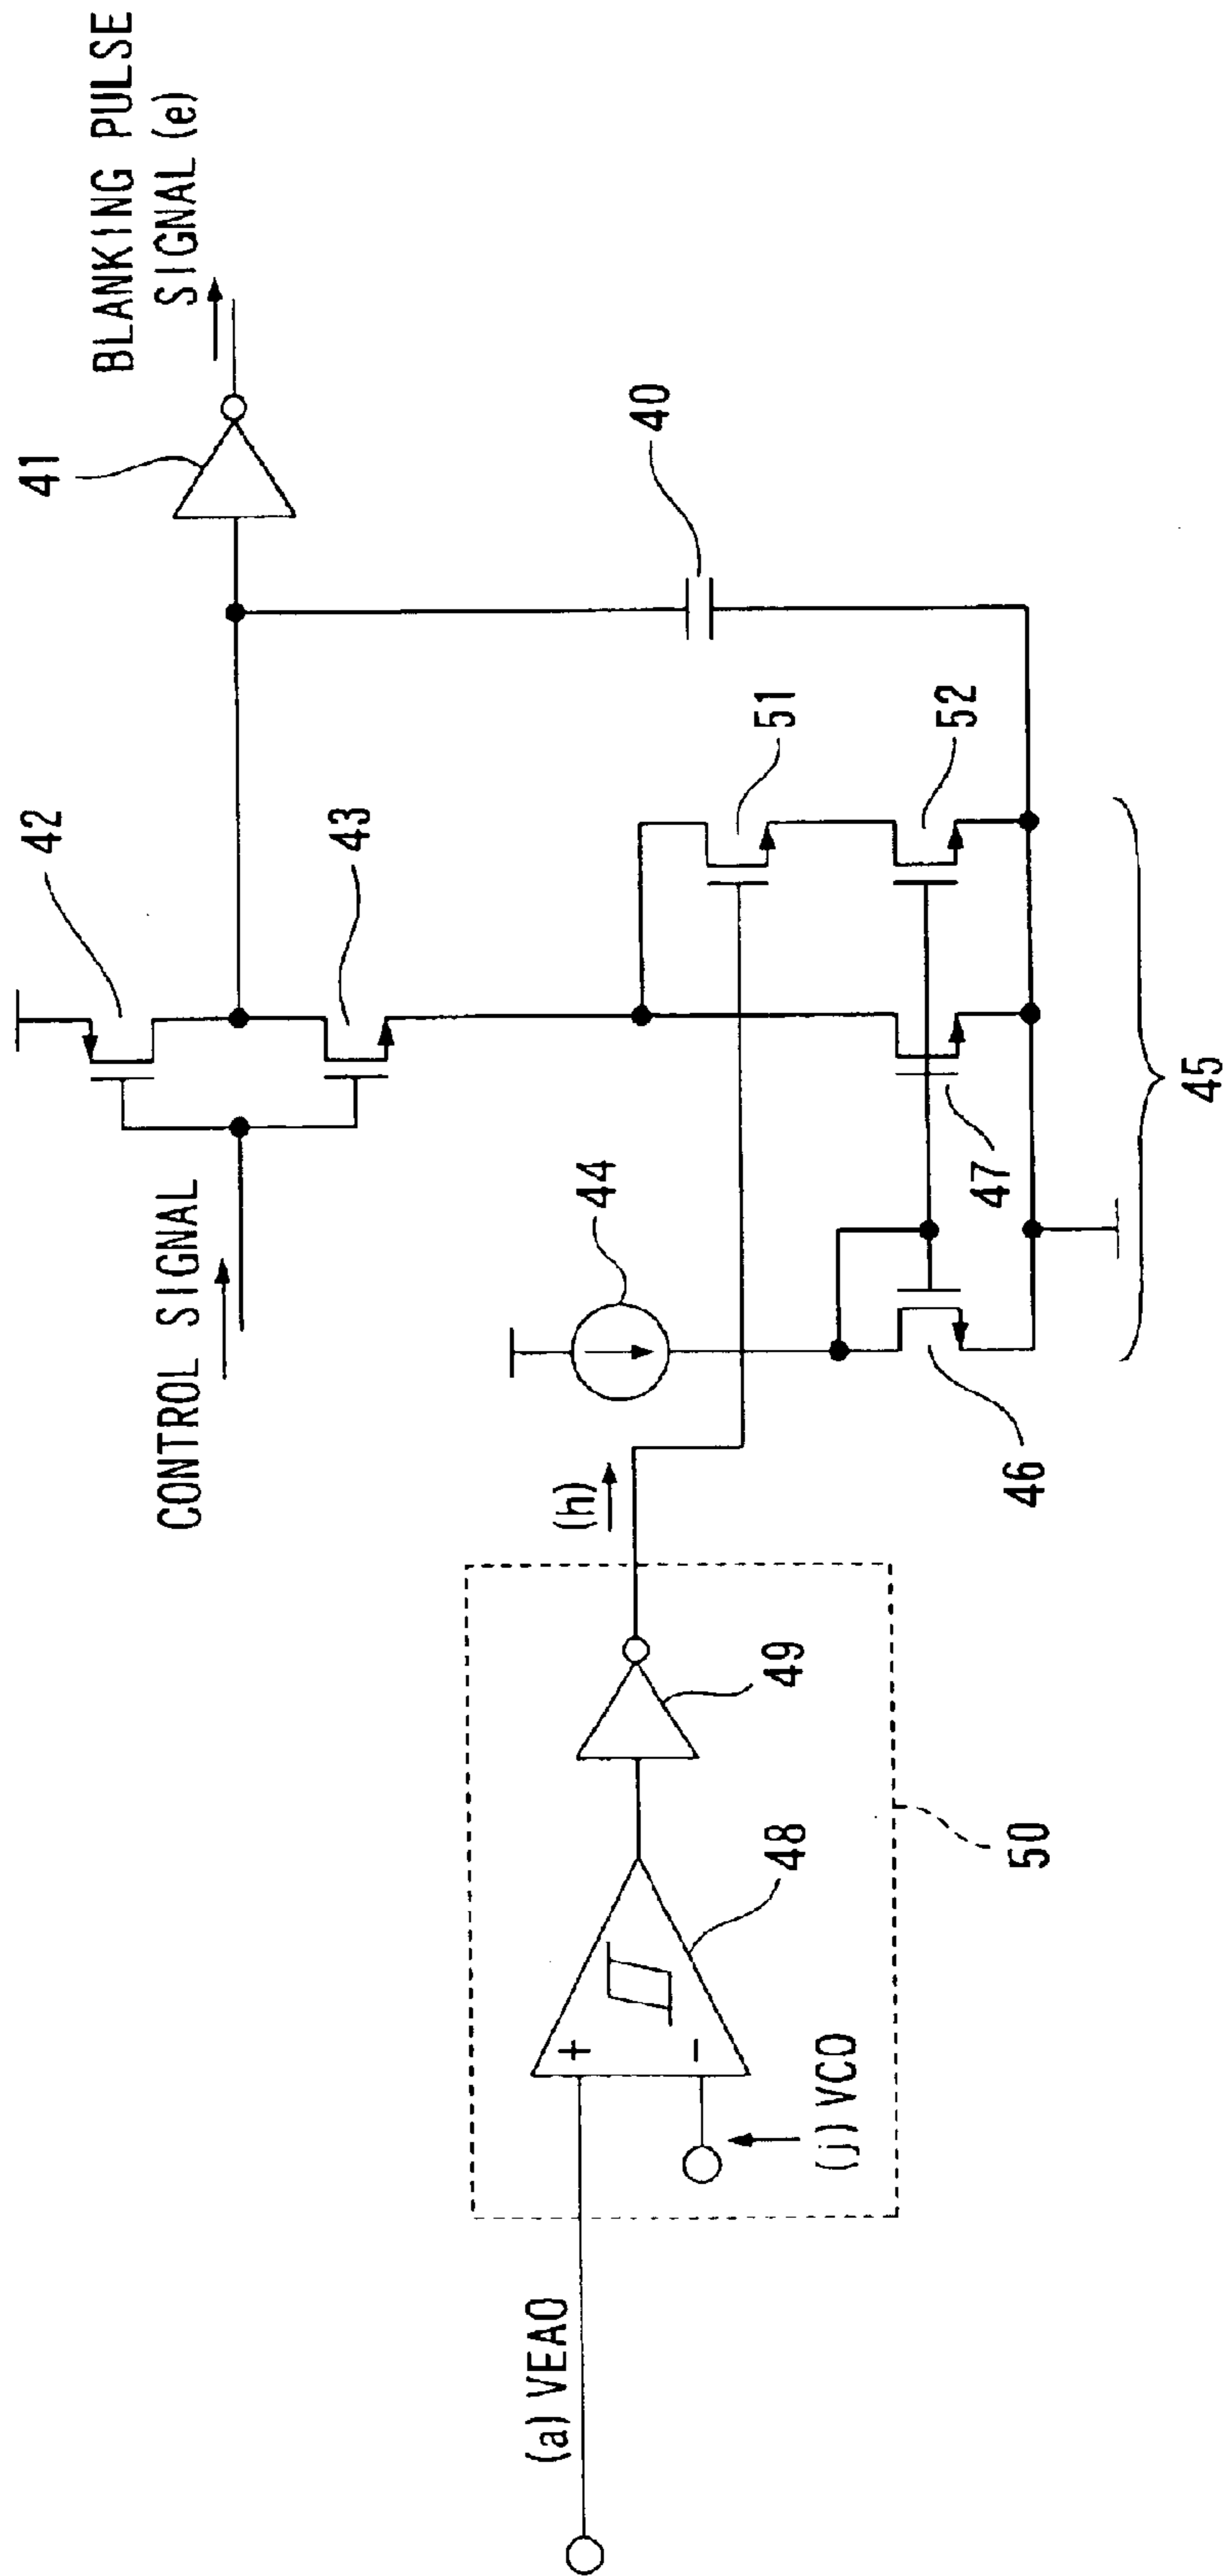 BLANKING PULSE
SIGNAL (e)
41
40
42
43
CONTROL SIGNAL
44
51
52
47
45
46
(h)
49
48
50
(a) VEAO
+
-
(j) VCO